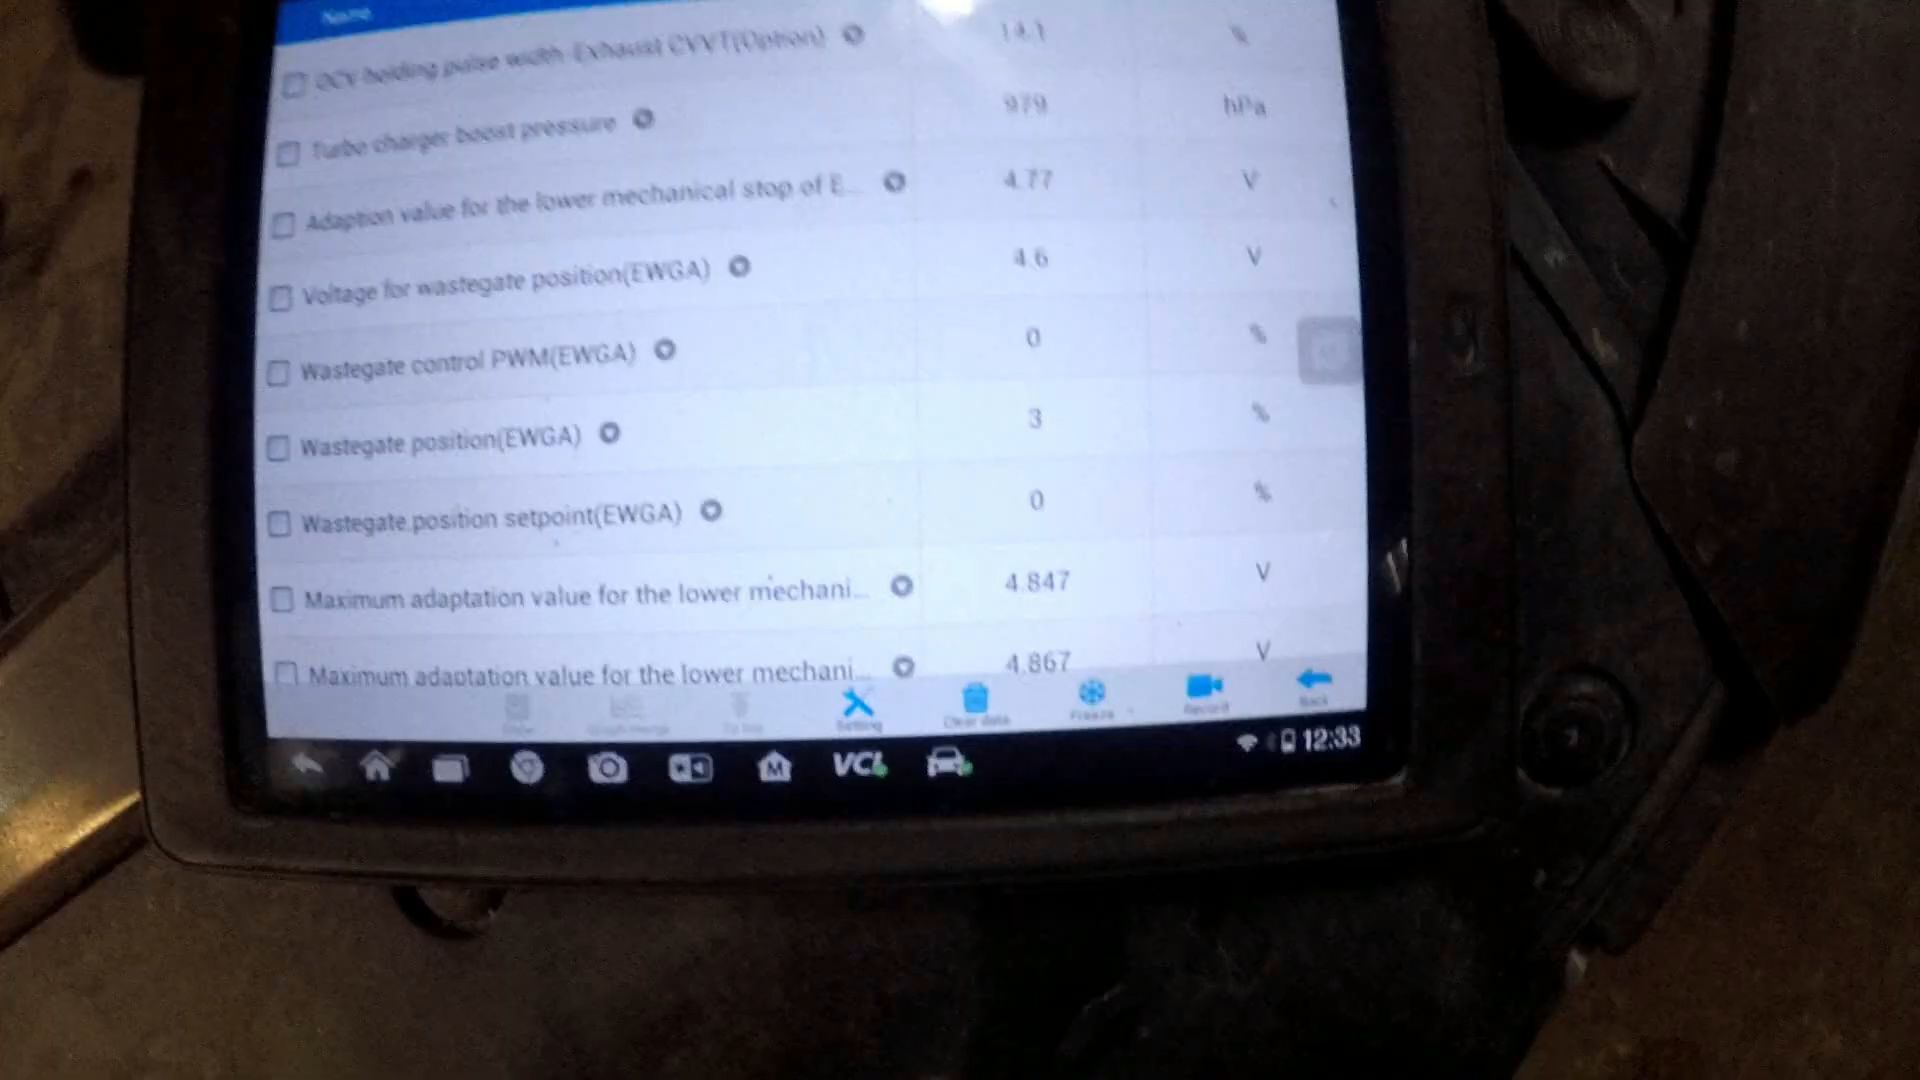 Name
OCV holding pulse width-Exhaust CVVT(Option) 14.1 %
Turbo charger boost pressure 979 hPa
Adaption value for the lower mechanical stop of E... 4.77 V
Voltage for wastegate position(EWGA) 4.6 V
Wastegate control PWM(EWGA) 0 %
Wastegate position(EWGA) 3 %
Wastegate position setpoint(EWGA) 0 %
Maximum adaptation value for the lower mechani... 4.847 V
Maximum adaptation value for the lower mechani... 4.867 V
Setting Clear data Freeze Record Back
M VCI 12:33